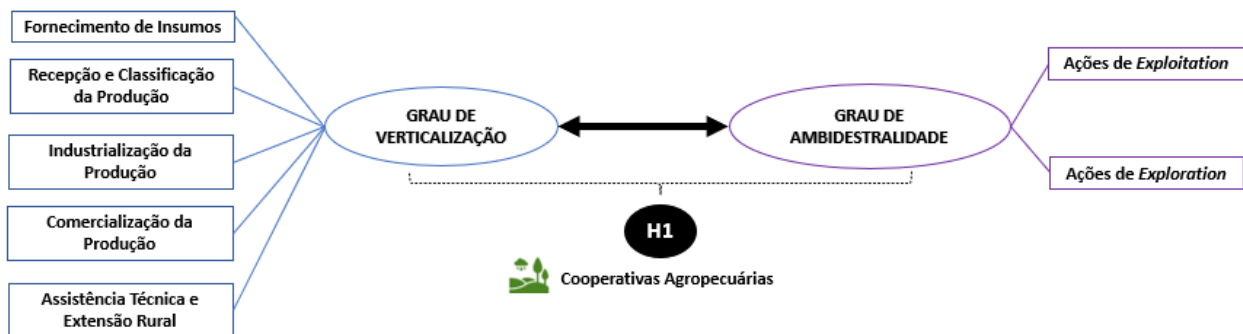 Fornecimento de Insumos
Recepção e Classificação
da Produção
Industrialização da
Produção
Comercialização da
Produção
Assistência Técnica e
Extensão Rural
GRAU DE
VERTICALIZAÇÃO
GRAU DE
AMBIDESTRALIDADE
Ações de Exploitation
Ações de Exploration
H1
Cooperativas Agropecuárias